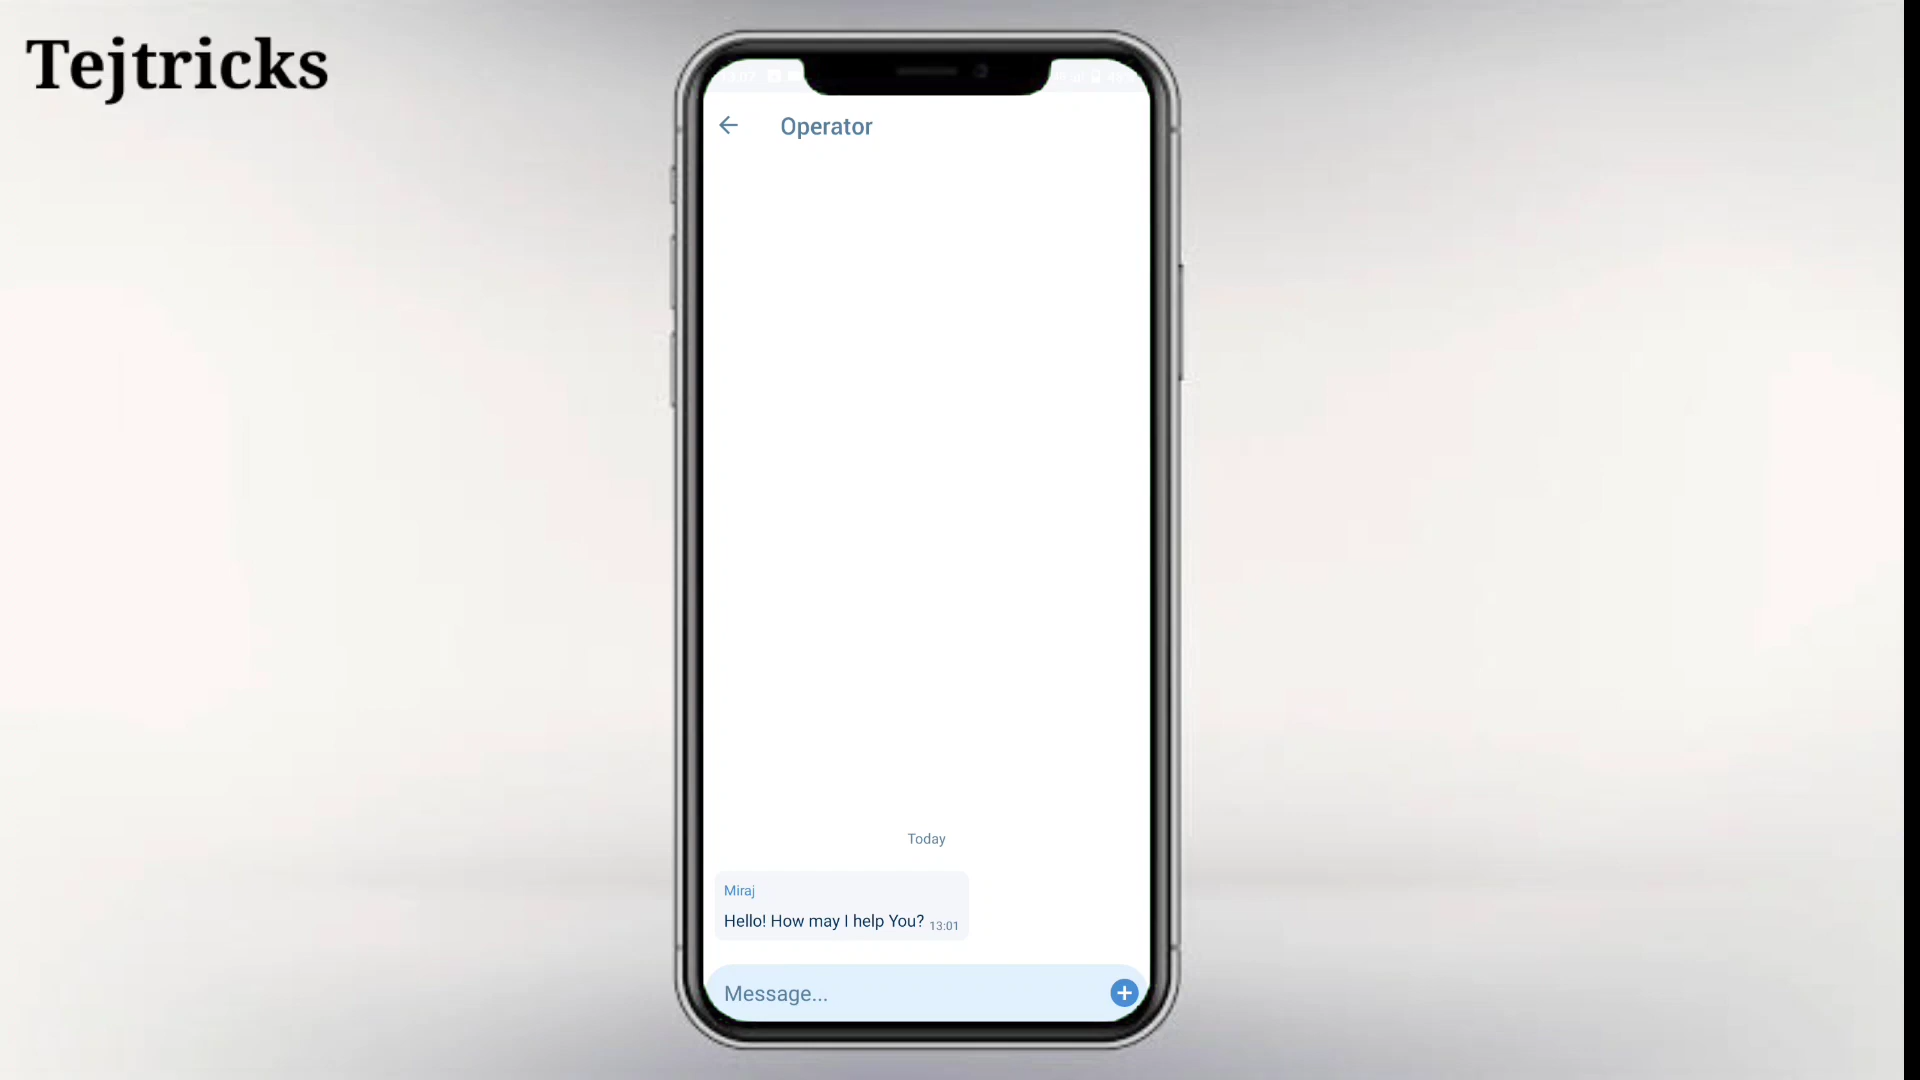 Tejtricks
Operator
Today
Miraj
Hello! How may I help You? 13:01
Message...